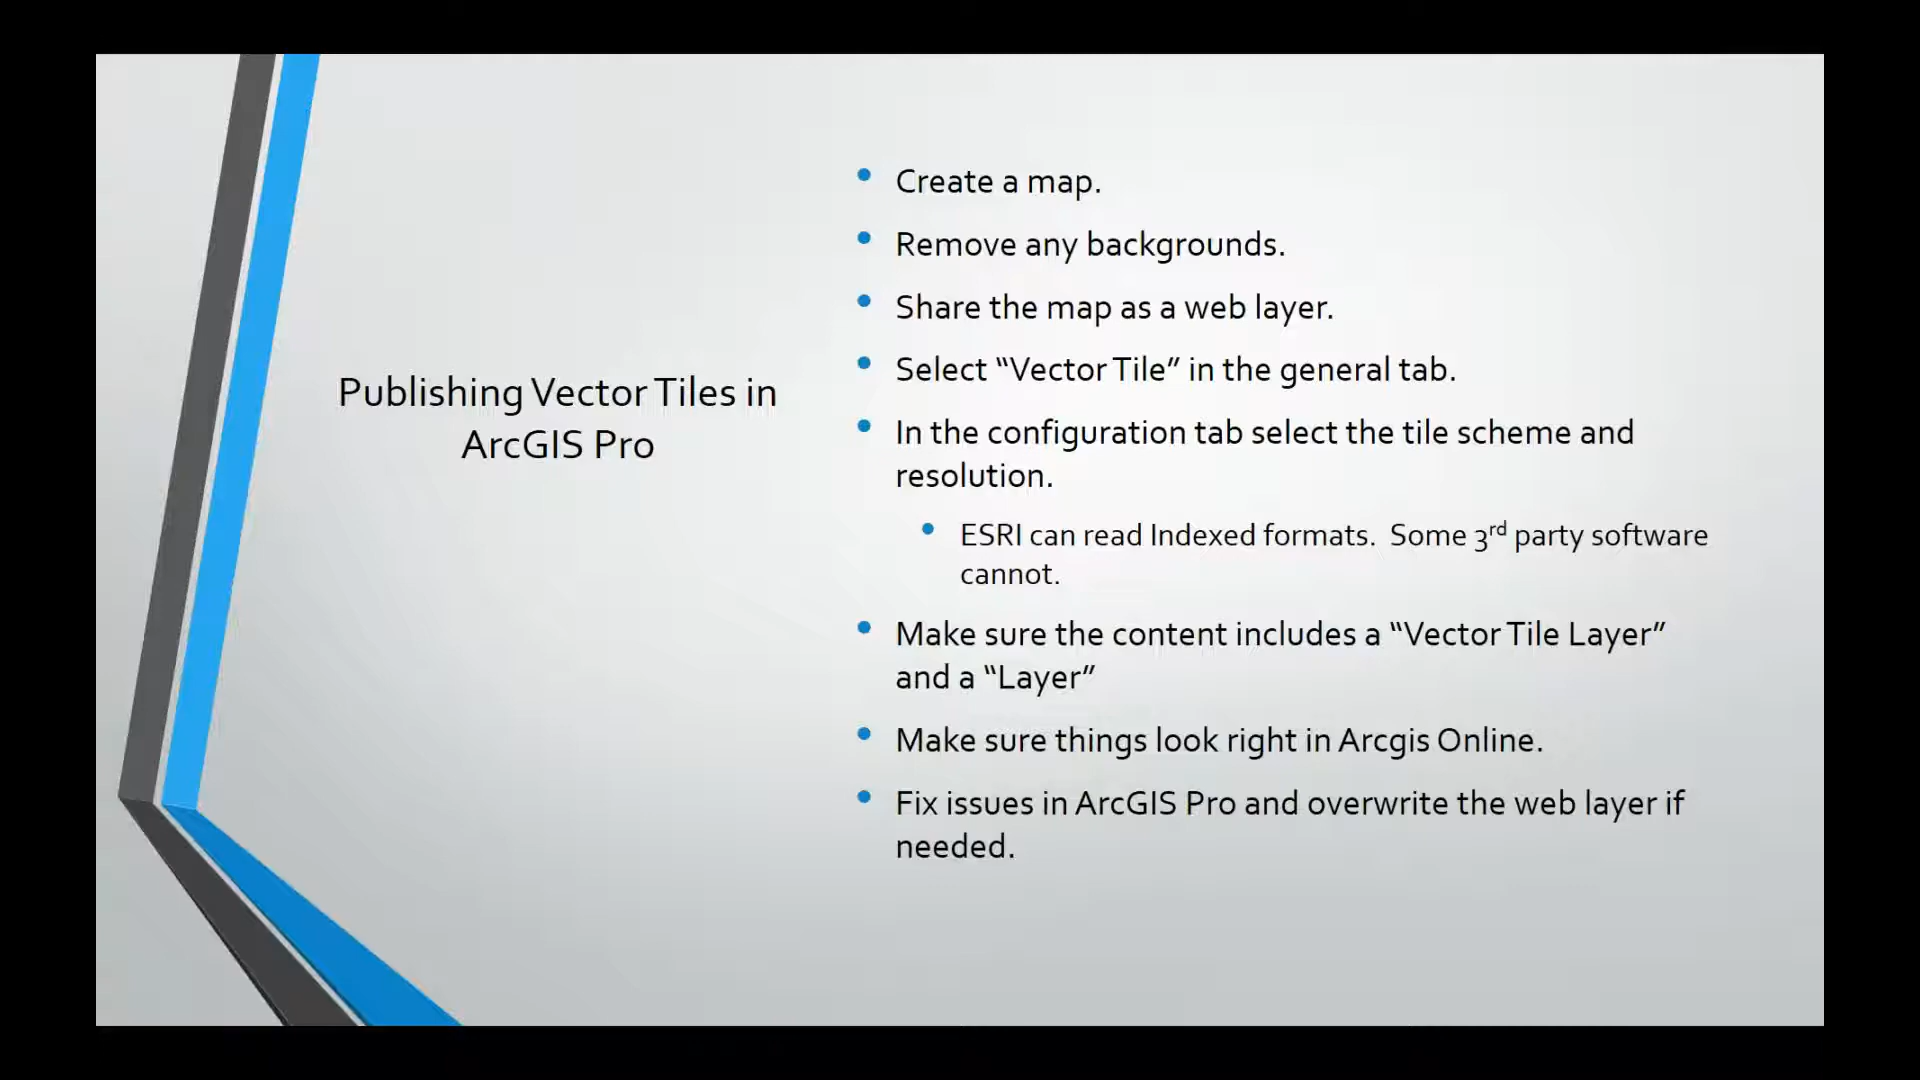 Publishing Vector Tiles in
ArcGIS Pro
• Create a map.
• Remove any backgrounds.
• Share the map as a web layer.
• Select “Vector Tile” in the general tab.
• In the configuration tab select the tile scheme and
resolution.
• ESRI can read Indexed formats.  Some 3rd party software
cannot.
• Make sure the content includes a “Vector Tile Layer”
and a “Layer”
• Make sure things look right in Arcgis Online.
• Fix issues in ArcGIS Pro and overwrite the web layer if
needed.